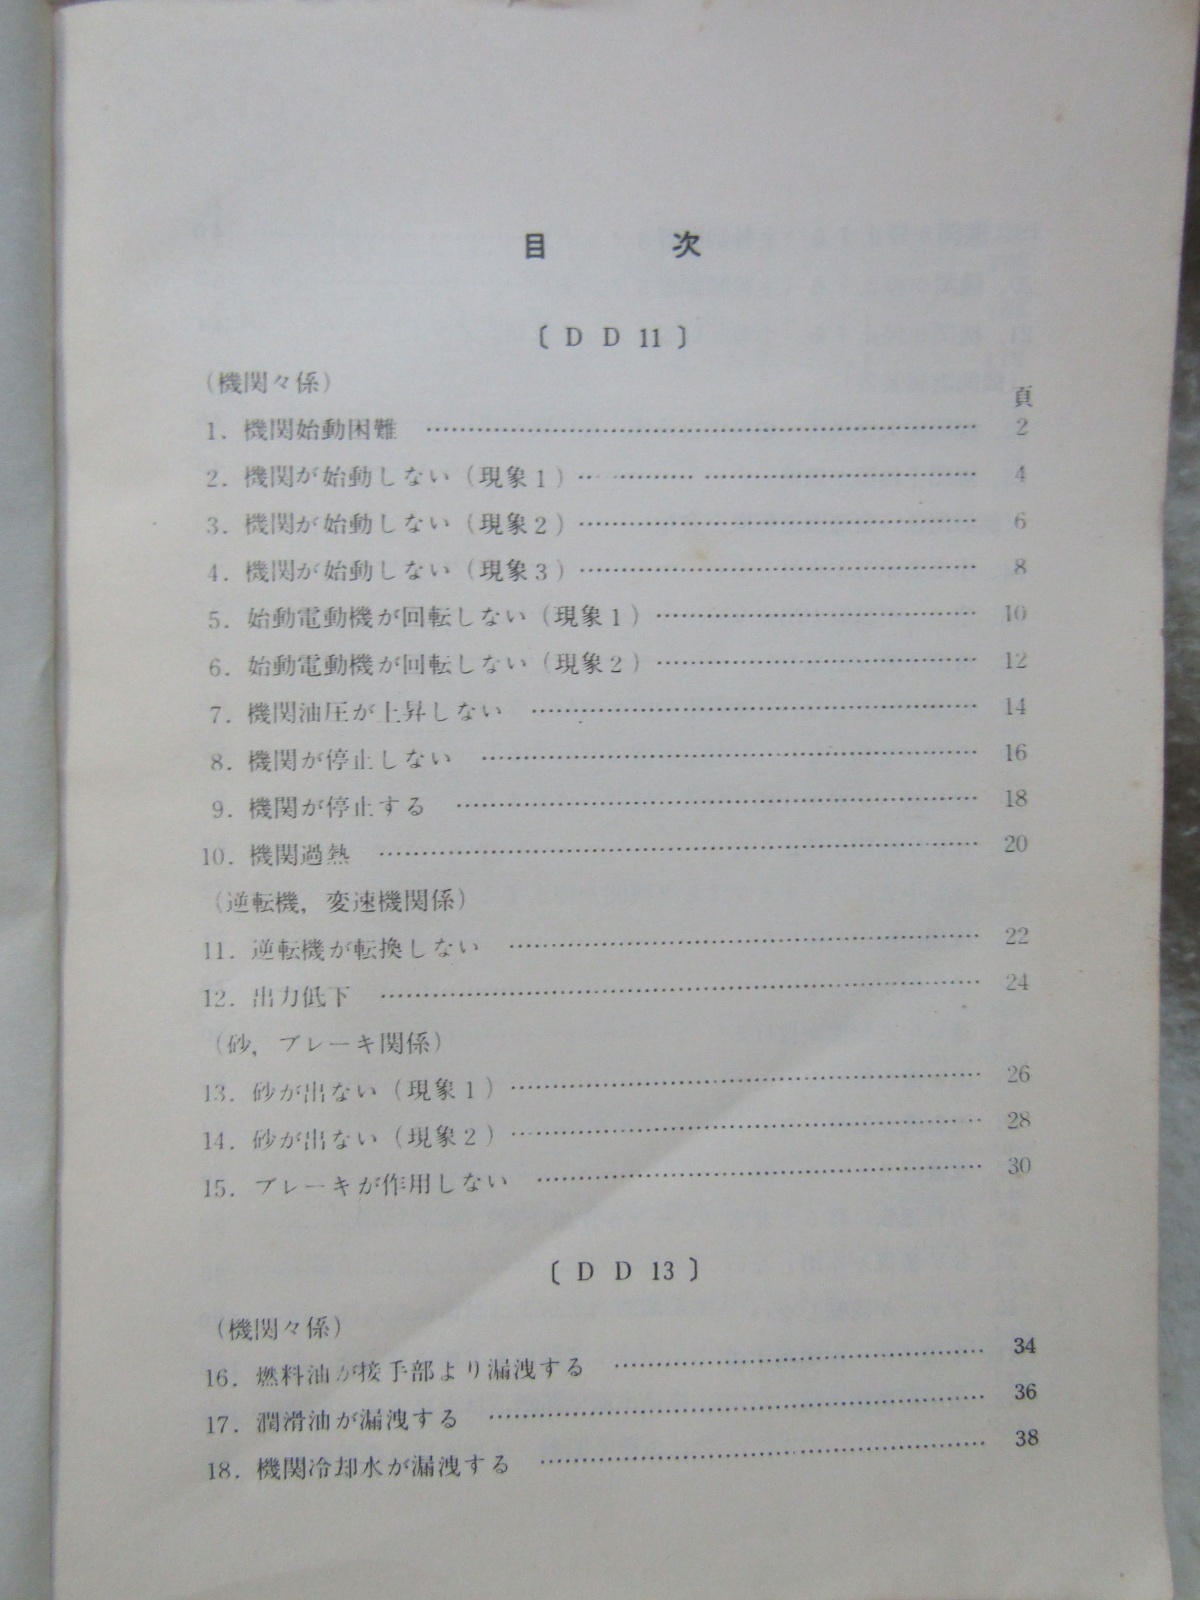 目 次
〔 D D 11 〕
（機関々係）
頁
1. 機関始動困難 …… 2
2. 機関が始動しない（現象1）…… 4
3. 機関が始動しない（現象2）…… 6
4. 機関が始動しない（現象3）…… 8
5. 始動電動機が回転しない（現象1）…… 10
6. 始動電動機が回転しない（現象2）…… 12
7. 機関油圧が上昇しない …… 14
8. 機関が停止しない …… 16
9. 機関が停止する …… 18
10. 機関過熱 …… 20
（逆転機，変速機関係）
11. 逆転機が転換しない …… 22
12. 出力低下 …… 24
（砂，ブレーキ関係）
13. 砂が出ない（現象1）…… 26
14. 砂が出ない（現象2）…… 28
15. ブレーキが作用しない …… 30
〔 D D 13 〕
（機関々係）
16. 燃料油が接手部より漏洩する …… 34
17. 潤滑油が漏洩する …… 36
18. 機関冷却水が漏洩する …… 38